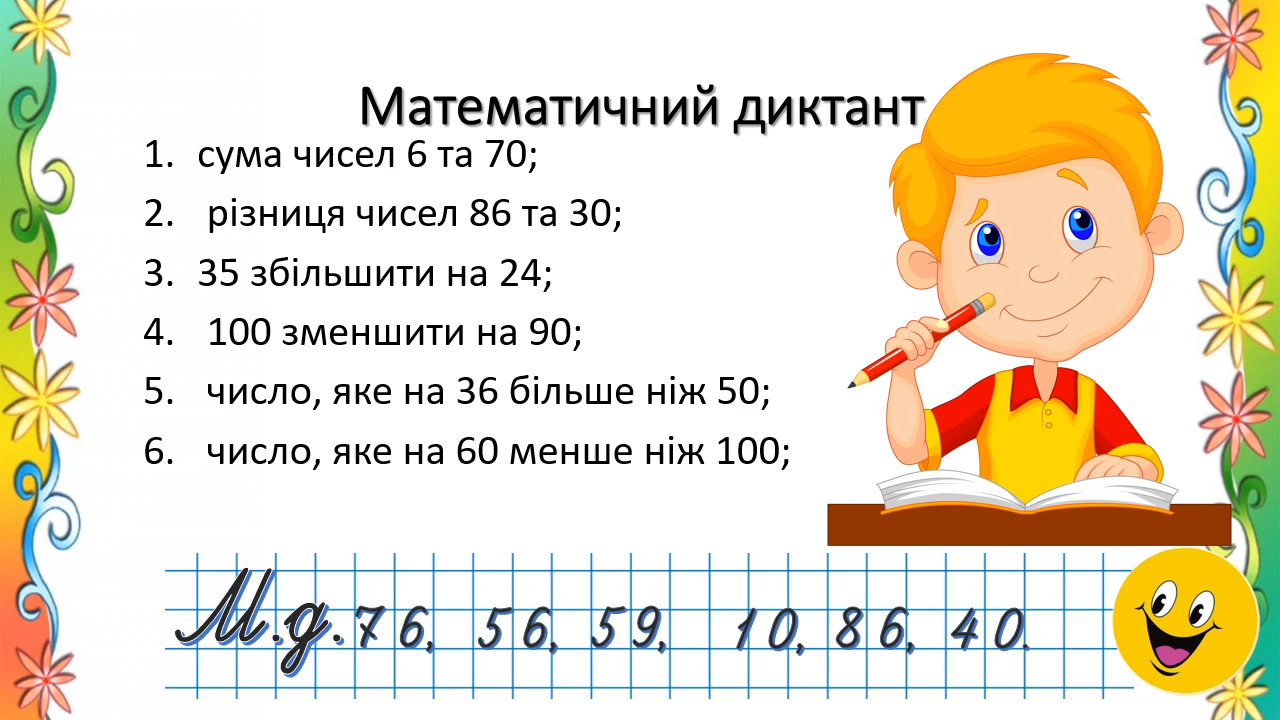 Математичний диктант
1. сума чисел 6 та 70;
2. різниця чисел 86 та 30;
3. 35 збільшити на 24;
4. 100 зменшити на 90;
5. число, яке на 36 більше ніж 50;
6. число, яке на 60 менше ніж 100;
М.д. 76, 56, 59, 10, 86, 40.